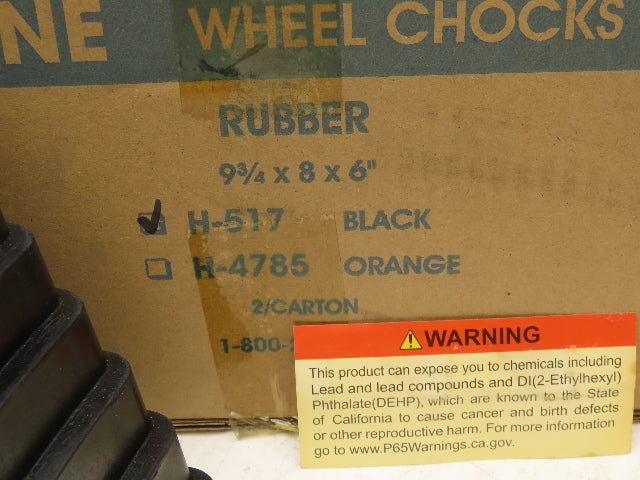 NE WHEEL CHOCKS
RUBBER
9¾ x 8 x 6"
H-517 BLACK
H-4785 ORANGE
2/CARTON
1-800-
WARNING
This product can expose you to chemicals including
Lead and lead compounds and DI(2-Ethylhexyl)
Phthalate(DEHP), which are known to the State
of California to cause cancer and birth defects
or other reproductive harm. For more information
go to www.P65Warnings.ca.gov.